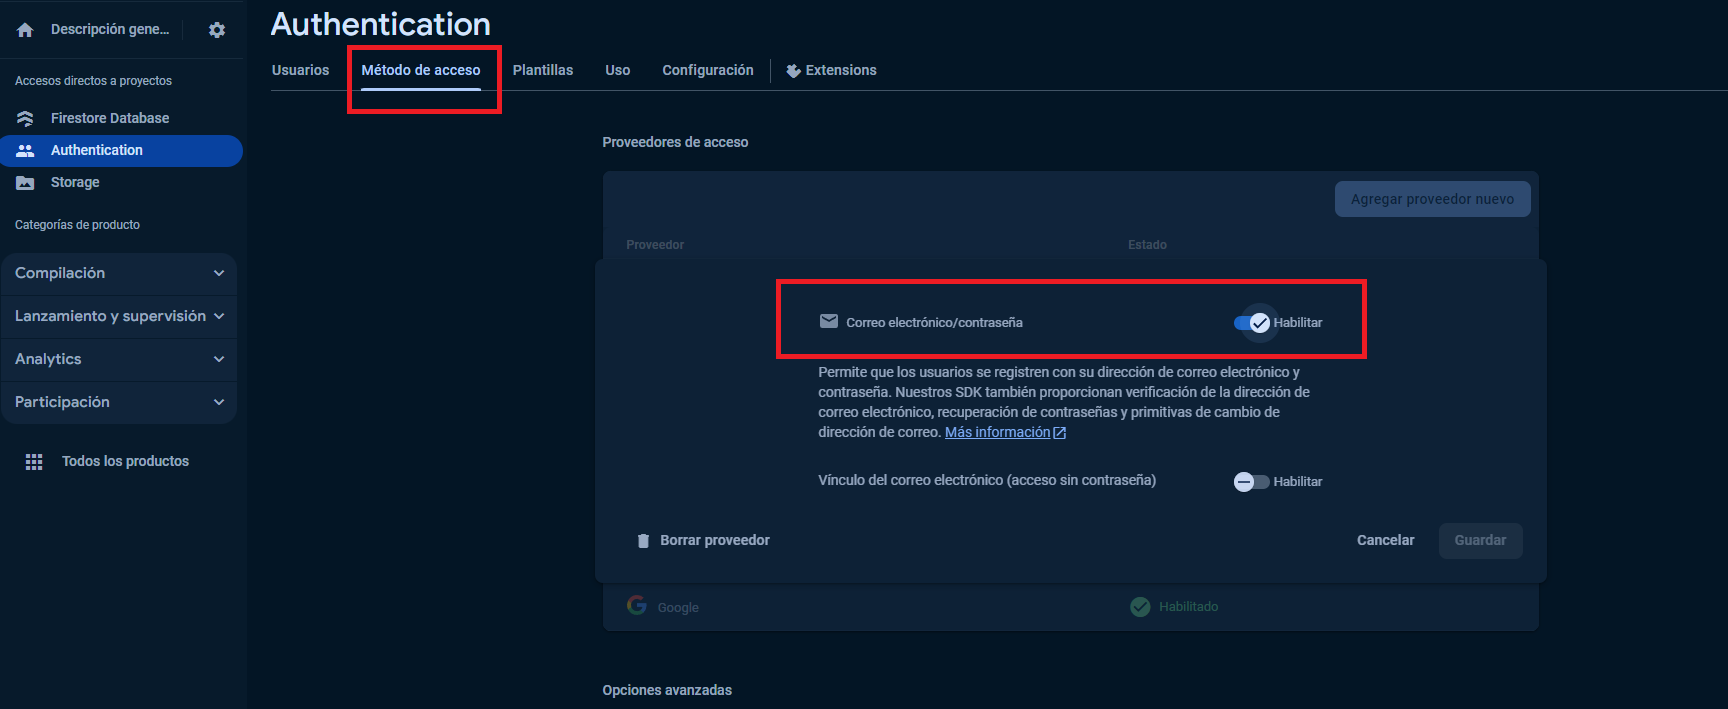 Authentication
Descripción gene...
Usuarios
Método de acceso
Plantillas
Uso
Configuración
Extensions
Accesos directos a proyectos
Firestore Database
Authentication
Storage
Categorías de producto
Compilación
Lanzamiento y supervisión
Analytics
Participación
Todos los productos
Proveedores de acceso
Agregar proveedor nuevo
Proveedor
Estado
Correo electrónico/contraseña
Habilitar
Permite que los usuarios se registren con su dirección de correo electrónico y
contraseña. Nuestros SDK también proporcionan verificación de la dirección de
correo electrónico, recuperación de contraseñas y primitivas de cambio de
dirección de correo. Más información
Vínculo del correo electrónico (acceso sin contraseña)
Habilitar
Borrar proveedor
Cancelar
Guardar
Google
Habilitado
Opciones avanzadas